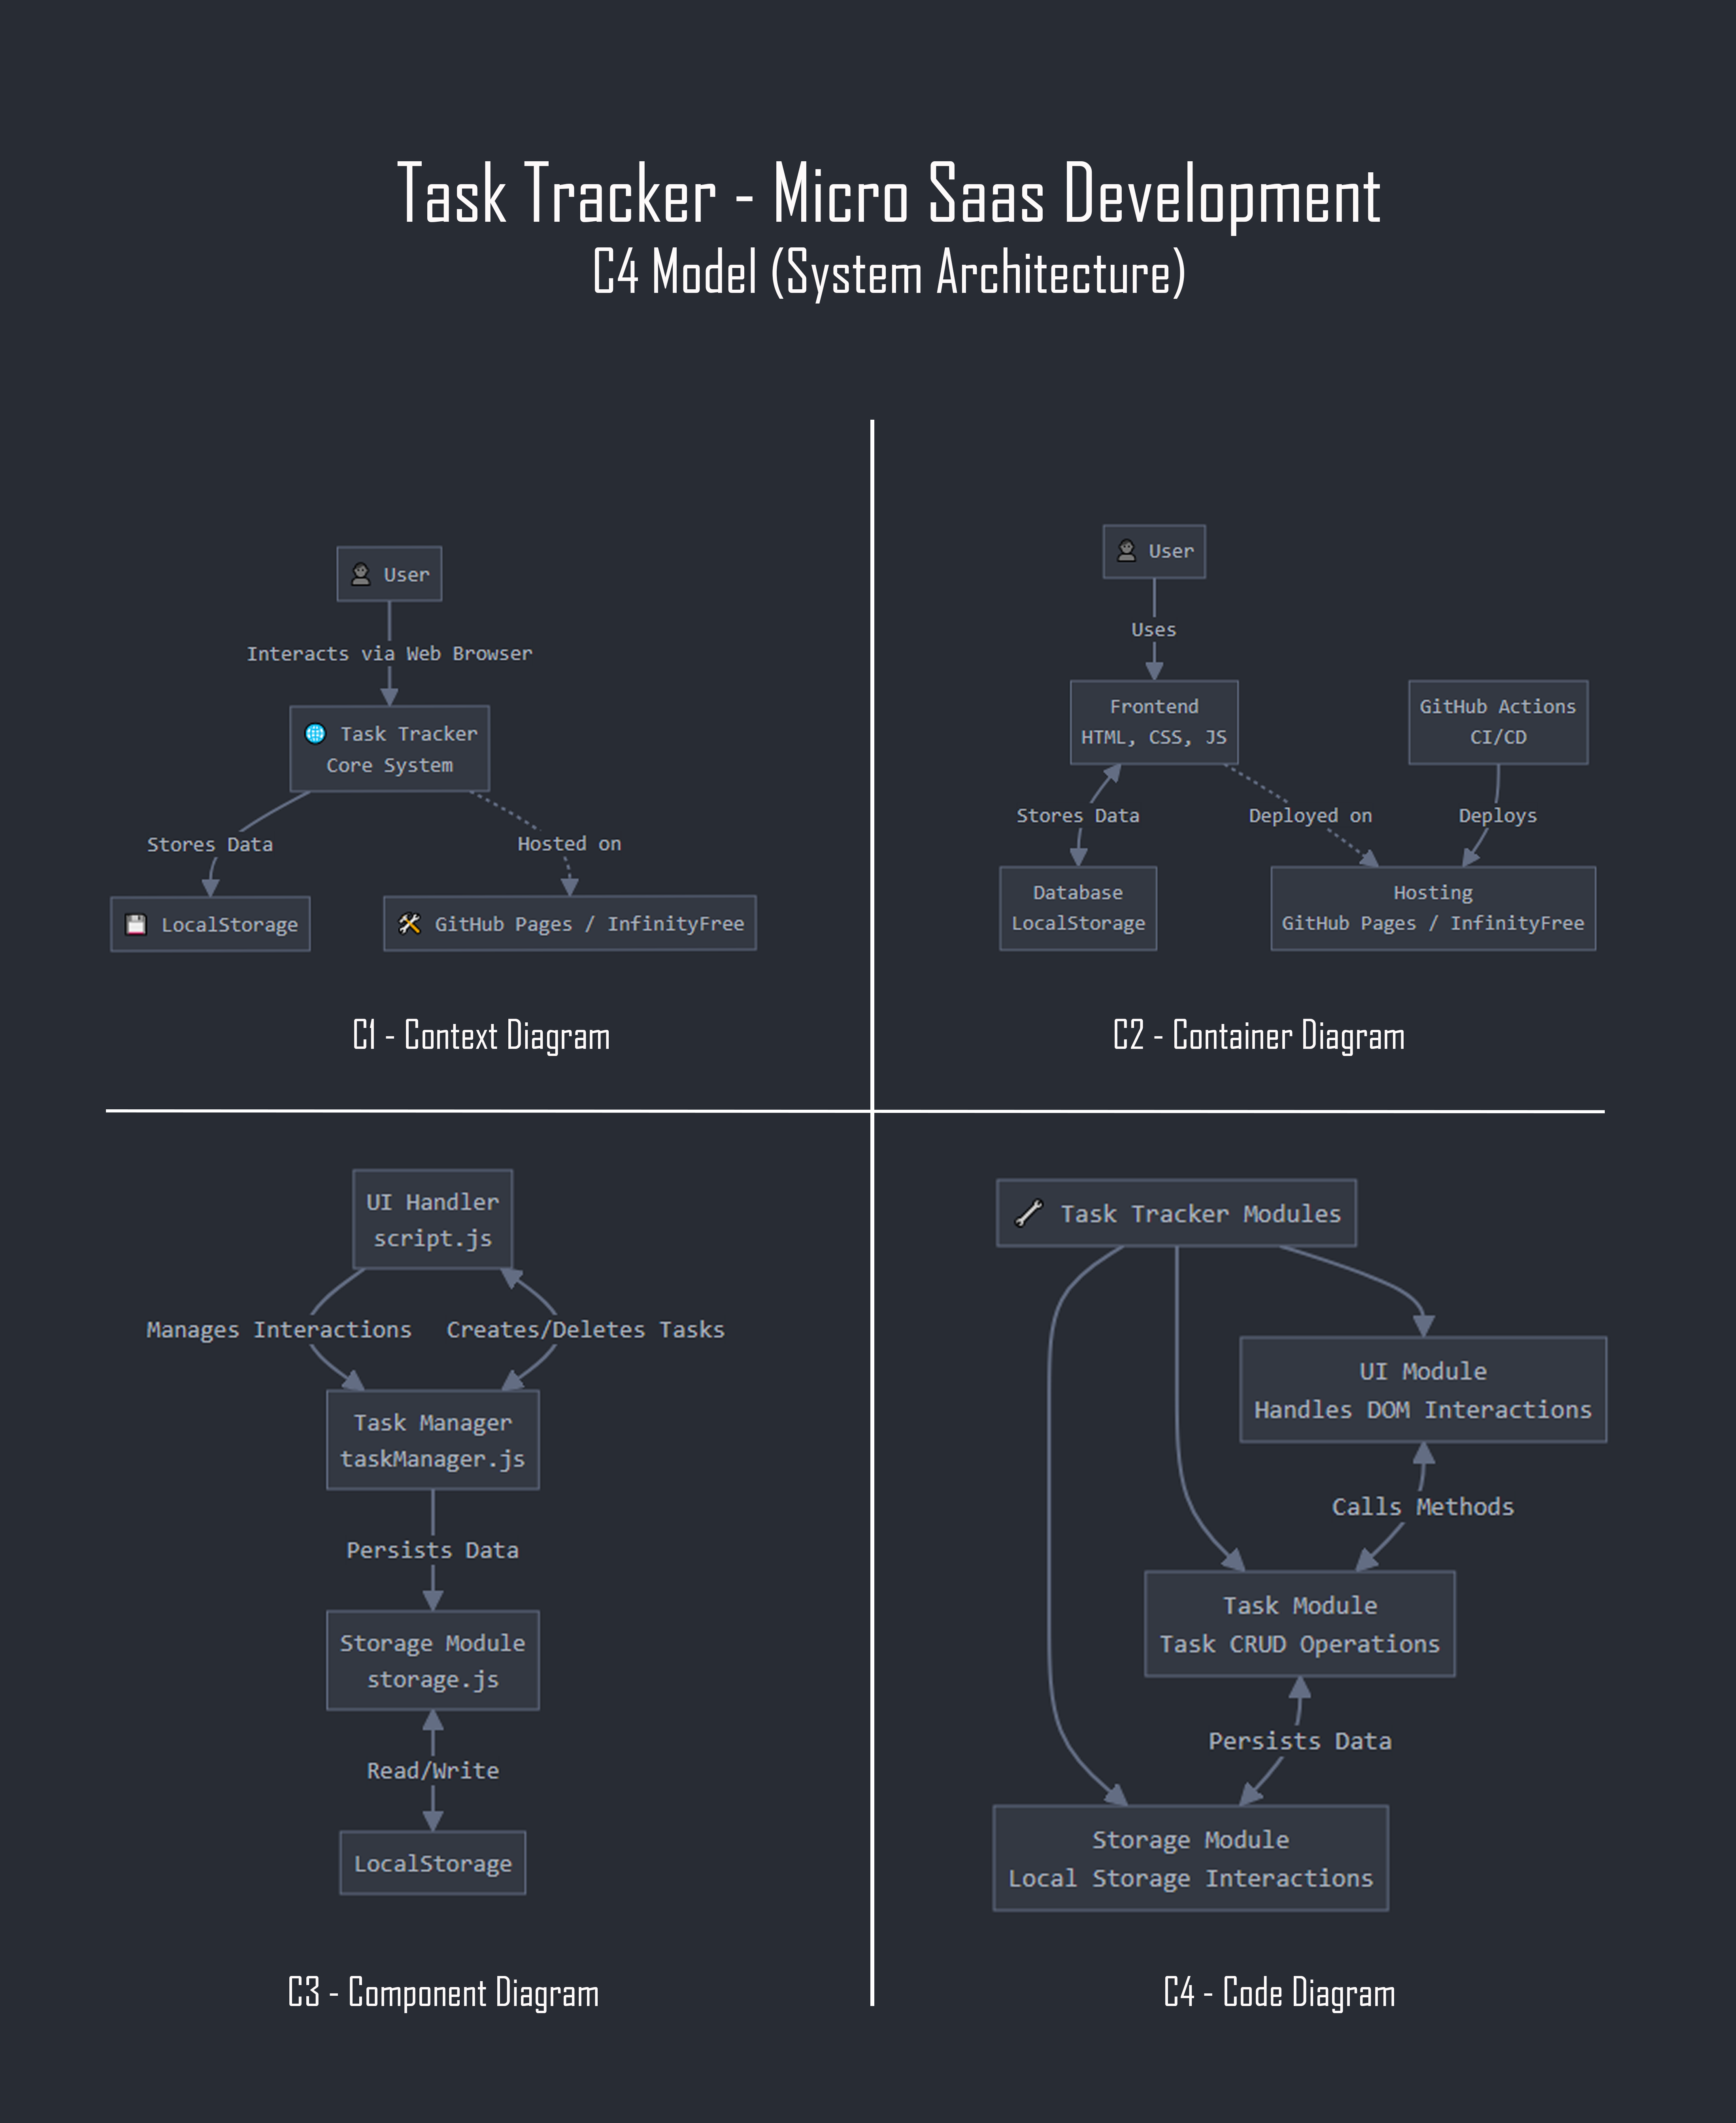 Task Tracker - Micro Saas Development
C4 Model (System Architecture)
User
Interacts via Web Browser
Task Tracker
Core System
Stores Data
Hosted on
LocalStorage
GitHub Pages / InfinityFree
C1 - Context Diagram
User
Uses
Frontend
HTML, CSS, JS
GitHub Actions
CI/CD
Stores Data
Deployed on
Deploys
Database
LocalStorage
Hosting
GitHub Pages / InfinityFree
C2 - Container Diagram
UI Handler
script.js
Manages Interactions
Creates/Deletes Tasks
Task Manager
taskManager.js
Persists Data
Storage Module
storage.js
Read/Write
LocalStorage
C3 - Component Diagram
Task Tracker Modules
UI Module
Handles DOM Interactions
Calls Methods
Task Module
Task CRUD Operations
Persists Data
Storage Module
Local Storage Interactions
C4 - Code Diagram